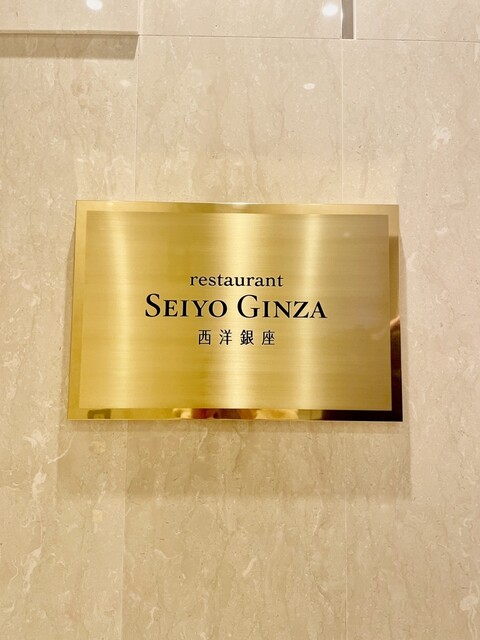 restaurant
SEIYO GINZA
西洋銀座